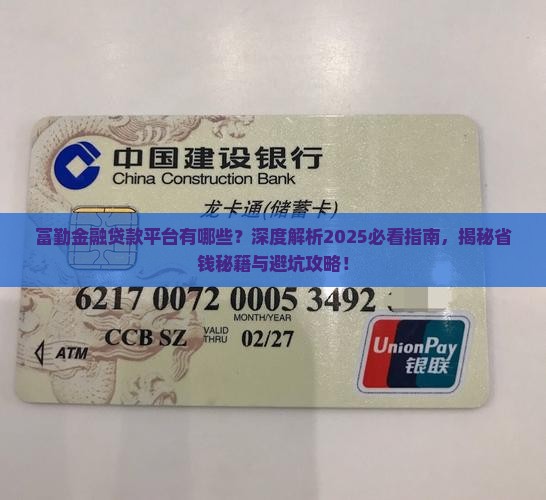 中国建设银行
China Construction Bank
龙卡通(储蓄卡)
富勤金融贷款平台有哪些？深度解析2025必看指南，揭秘省
钱秘籍与避坑攻略！
6217 0072 0005 3492
MONTH/YEAR
CCB SZ VALID THRU 02/27
ATM
UnionPay
银联